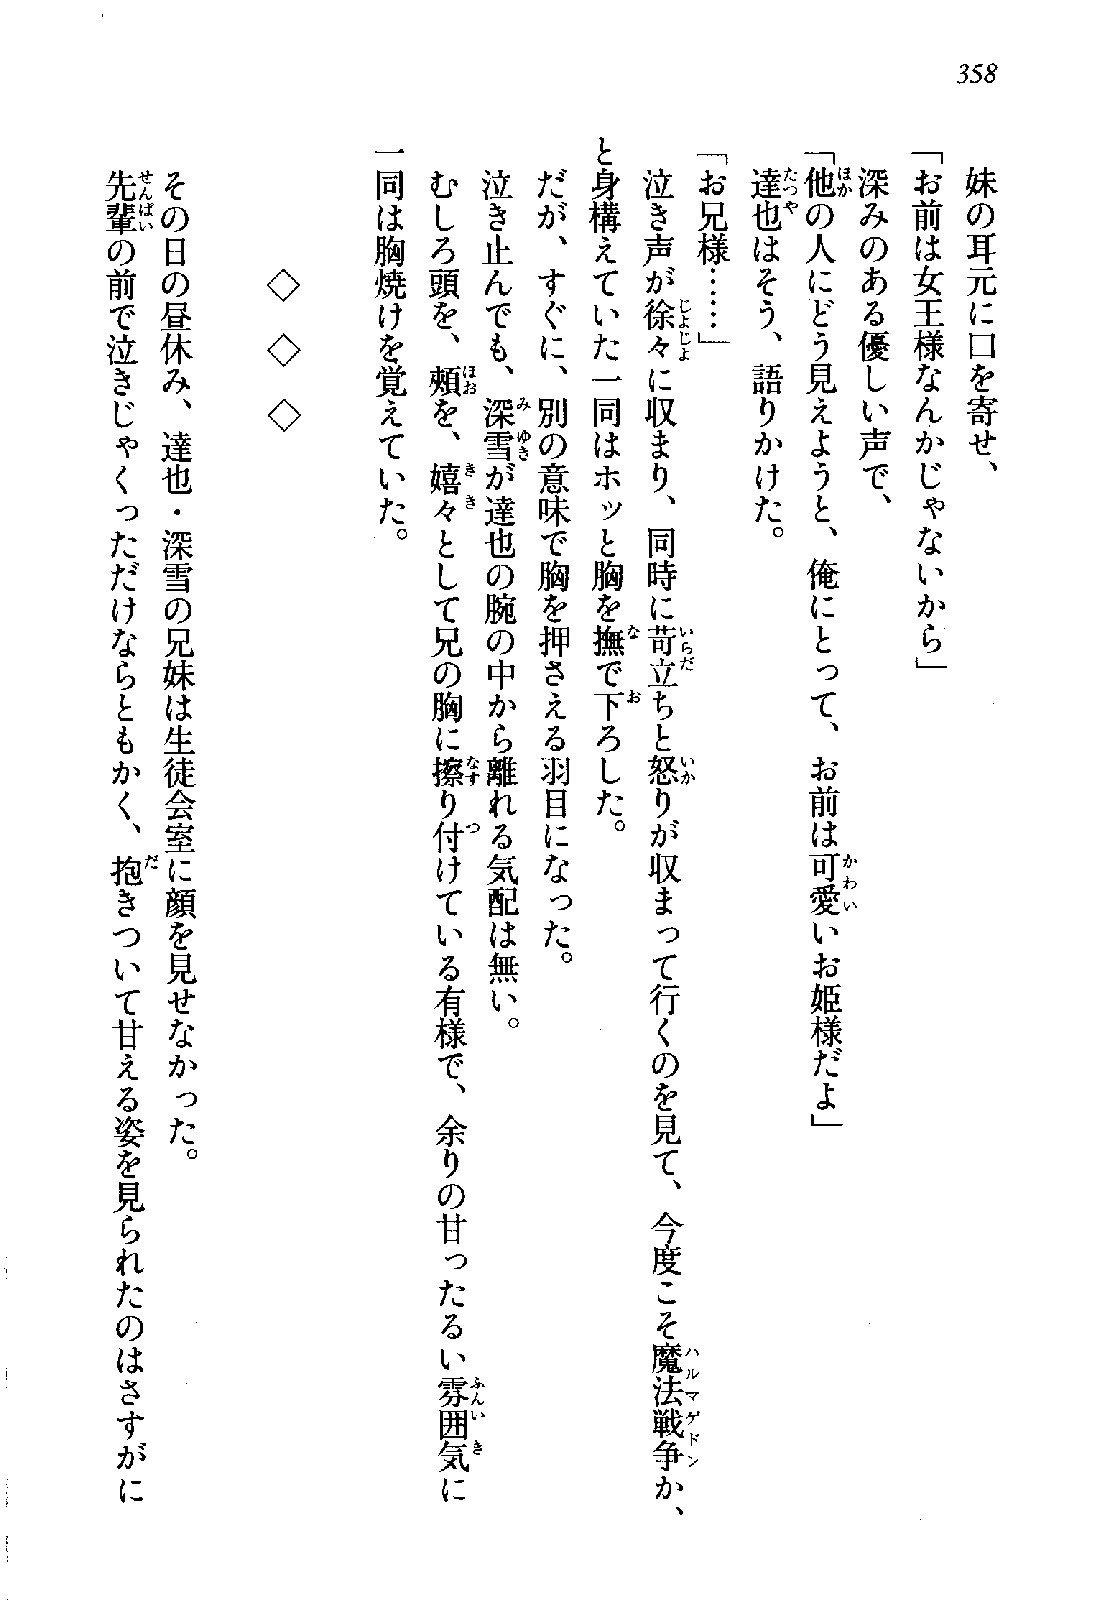 358
妹の耳元に口を寄せ、
「お前は女王様なんかじゃないから」
深みのある優しい声で、
「他の人にどう見えようと、俺にとって、お前は可愛いお姫様だよ」
達也はそう、語りかけた。
「お兄様……」
泣き声が徐々に収まり、同時に苛立ちと怒りが収まって行くのを見て、今度こそ魔法戦争か、
と身構えていた一同はホッと胸を撫で下ろした。
だが、すぐに、別の意味で胸を押さえる羽目になった。
泣き止んでも、深雪が達也の腕の中から離れる気配は無い。
むしろ頭を、頬を、嬉々として兄の胸に擦り付けている有様で、余りの甘ったるい雰囲気に
一同は胸焼けを覚えていた。
◇　◇　◇
その日の昼休み、達也・深雪の兄妹は生徒会室に顔を見せなかった。
先輩の前で泣きじゃくっただけならともかく、抱きついて甘える姿を見られたのはさすがに